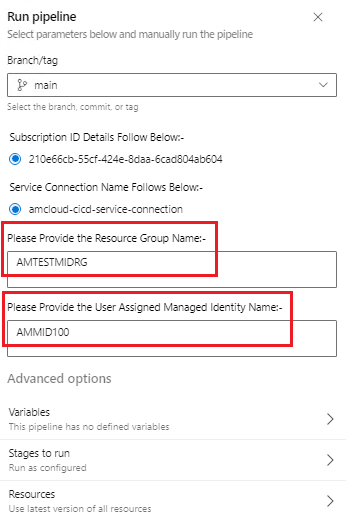 Run pipeline
Select parameters below and manually run the pipeline
Branch/tag
main
Select the branch, commit, or tag
Subscription ID Details Follow Below:-
210e66cb-55cf-424e-8daa-6cad804ab604
Service Connection Name Follows Below:-
amcloud-cicd-service-connection
Please Provide the Resource Group Name:-
AMTESTMIDRG
Please Provide the User Assigned Managed Identity Name:-
AMMID100
Advanced options
Variables
This pipeline has no defined variables
Stages to run
Run as configured
Resources
Use latest version of all resources